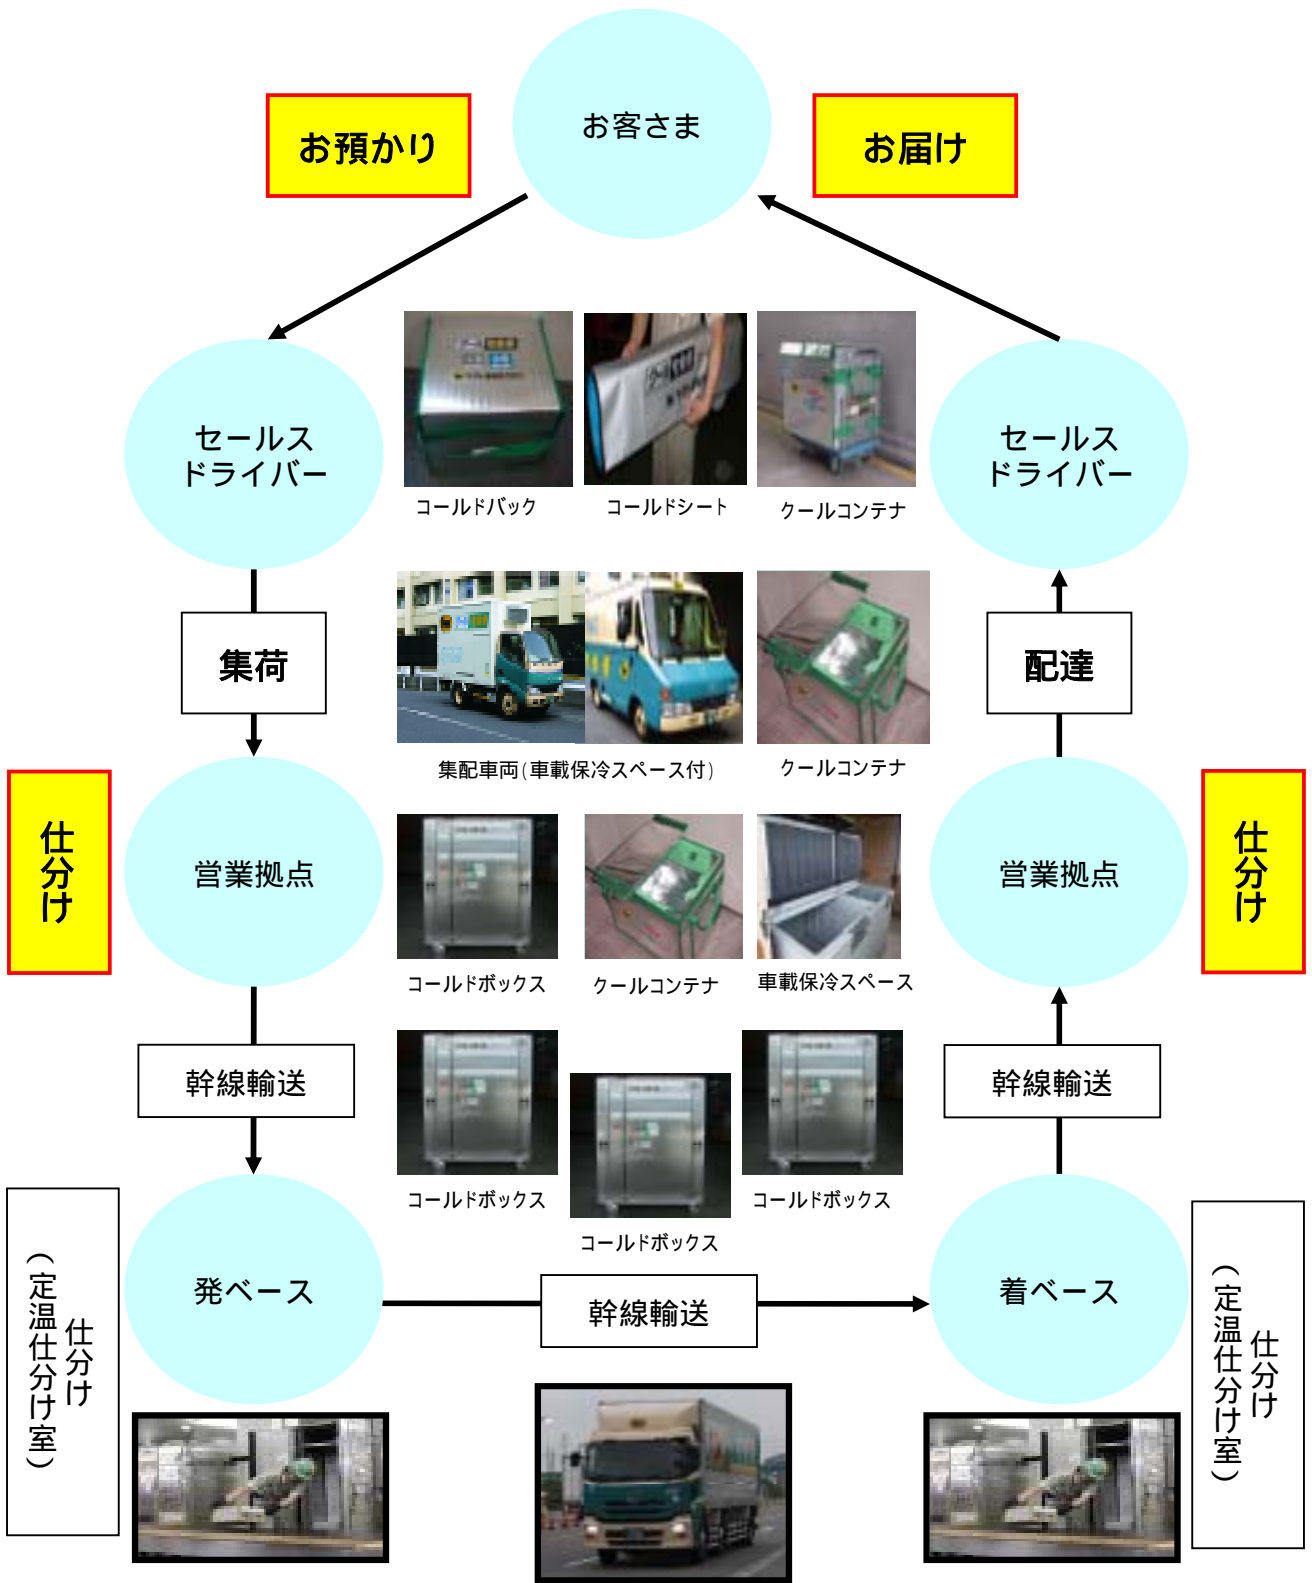 お客さま
お預かり
お届け
セールス
ドライバー
セールス
ドライバー
コールドバック
コールドシート
クールコンテナ
集荷
配達
集配車両(車載保冷スペース付)
クールコンテナ
仕分け
営業拠点
営業拠点
仕分け
コールドボックス
クールコンテナ
車載保冷スペース
幹線輸送
幹線輸送
コールドボックス
コールドボックス
コールドボックス
仕分け
(定温仕分け室)
発ベース
幹線輸送
着ベース
仕分け
(定温仕分け室)